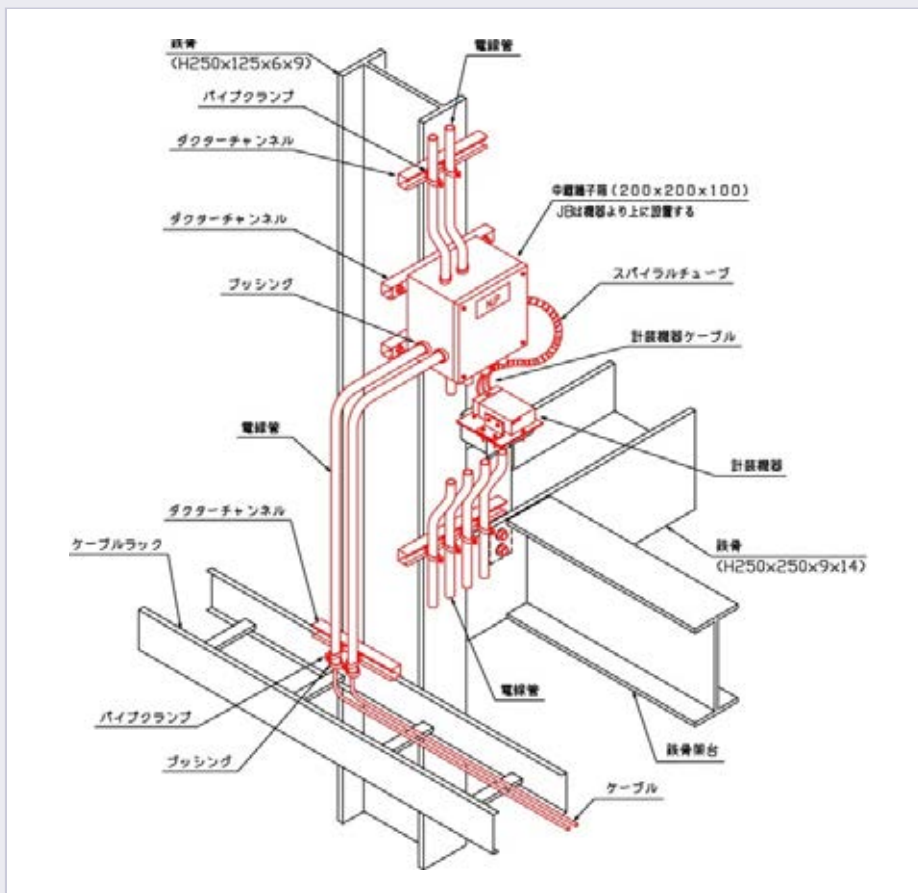 鉄骨
(H250x125x6x9)
電線管
パイプクランプ
ダクターチャンネル
中継端子箱(200x200x100)
JBは機器より上に設置する
ダクターチャンネル
スパイラルチューブ
ブッシング
計装機器ケーブル
電線管
計装機器
ダクターチャンネル
ケーブルラック
鉄骨
(H250x250x9x14)
電線管
パイプクランプ
鉄骨架台
ブッシング
ケーブル